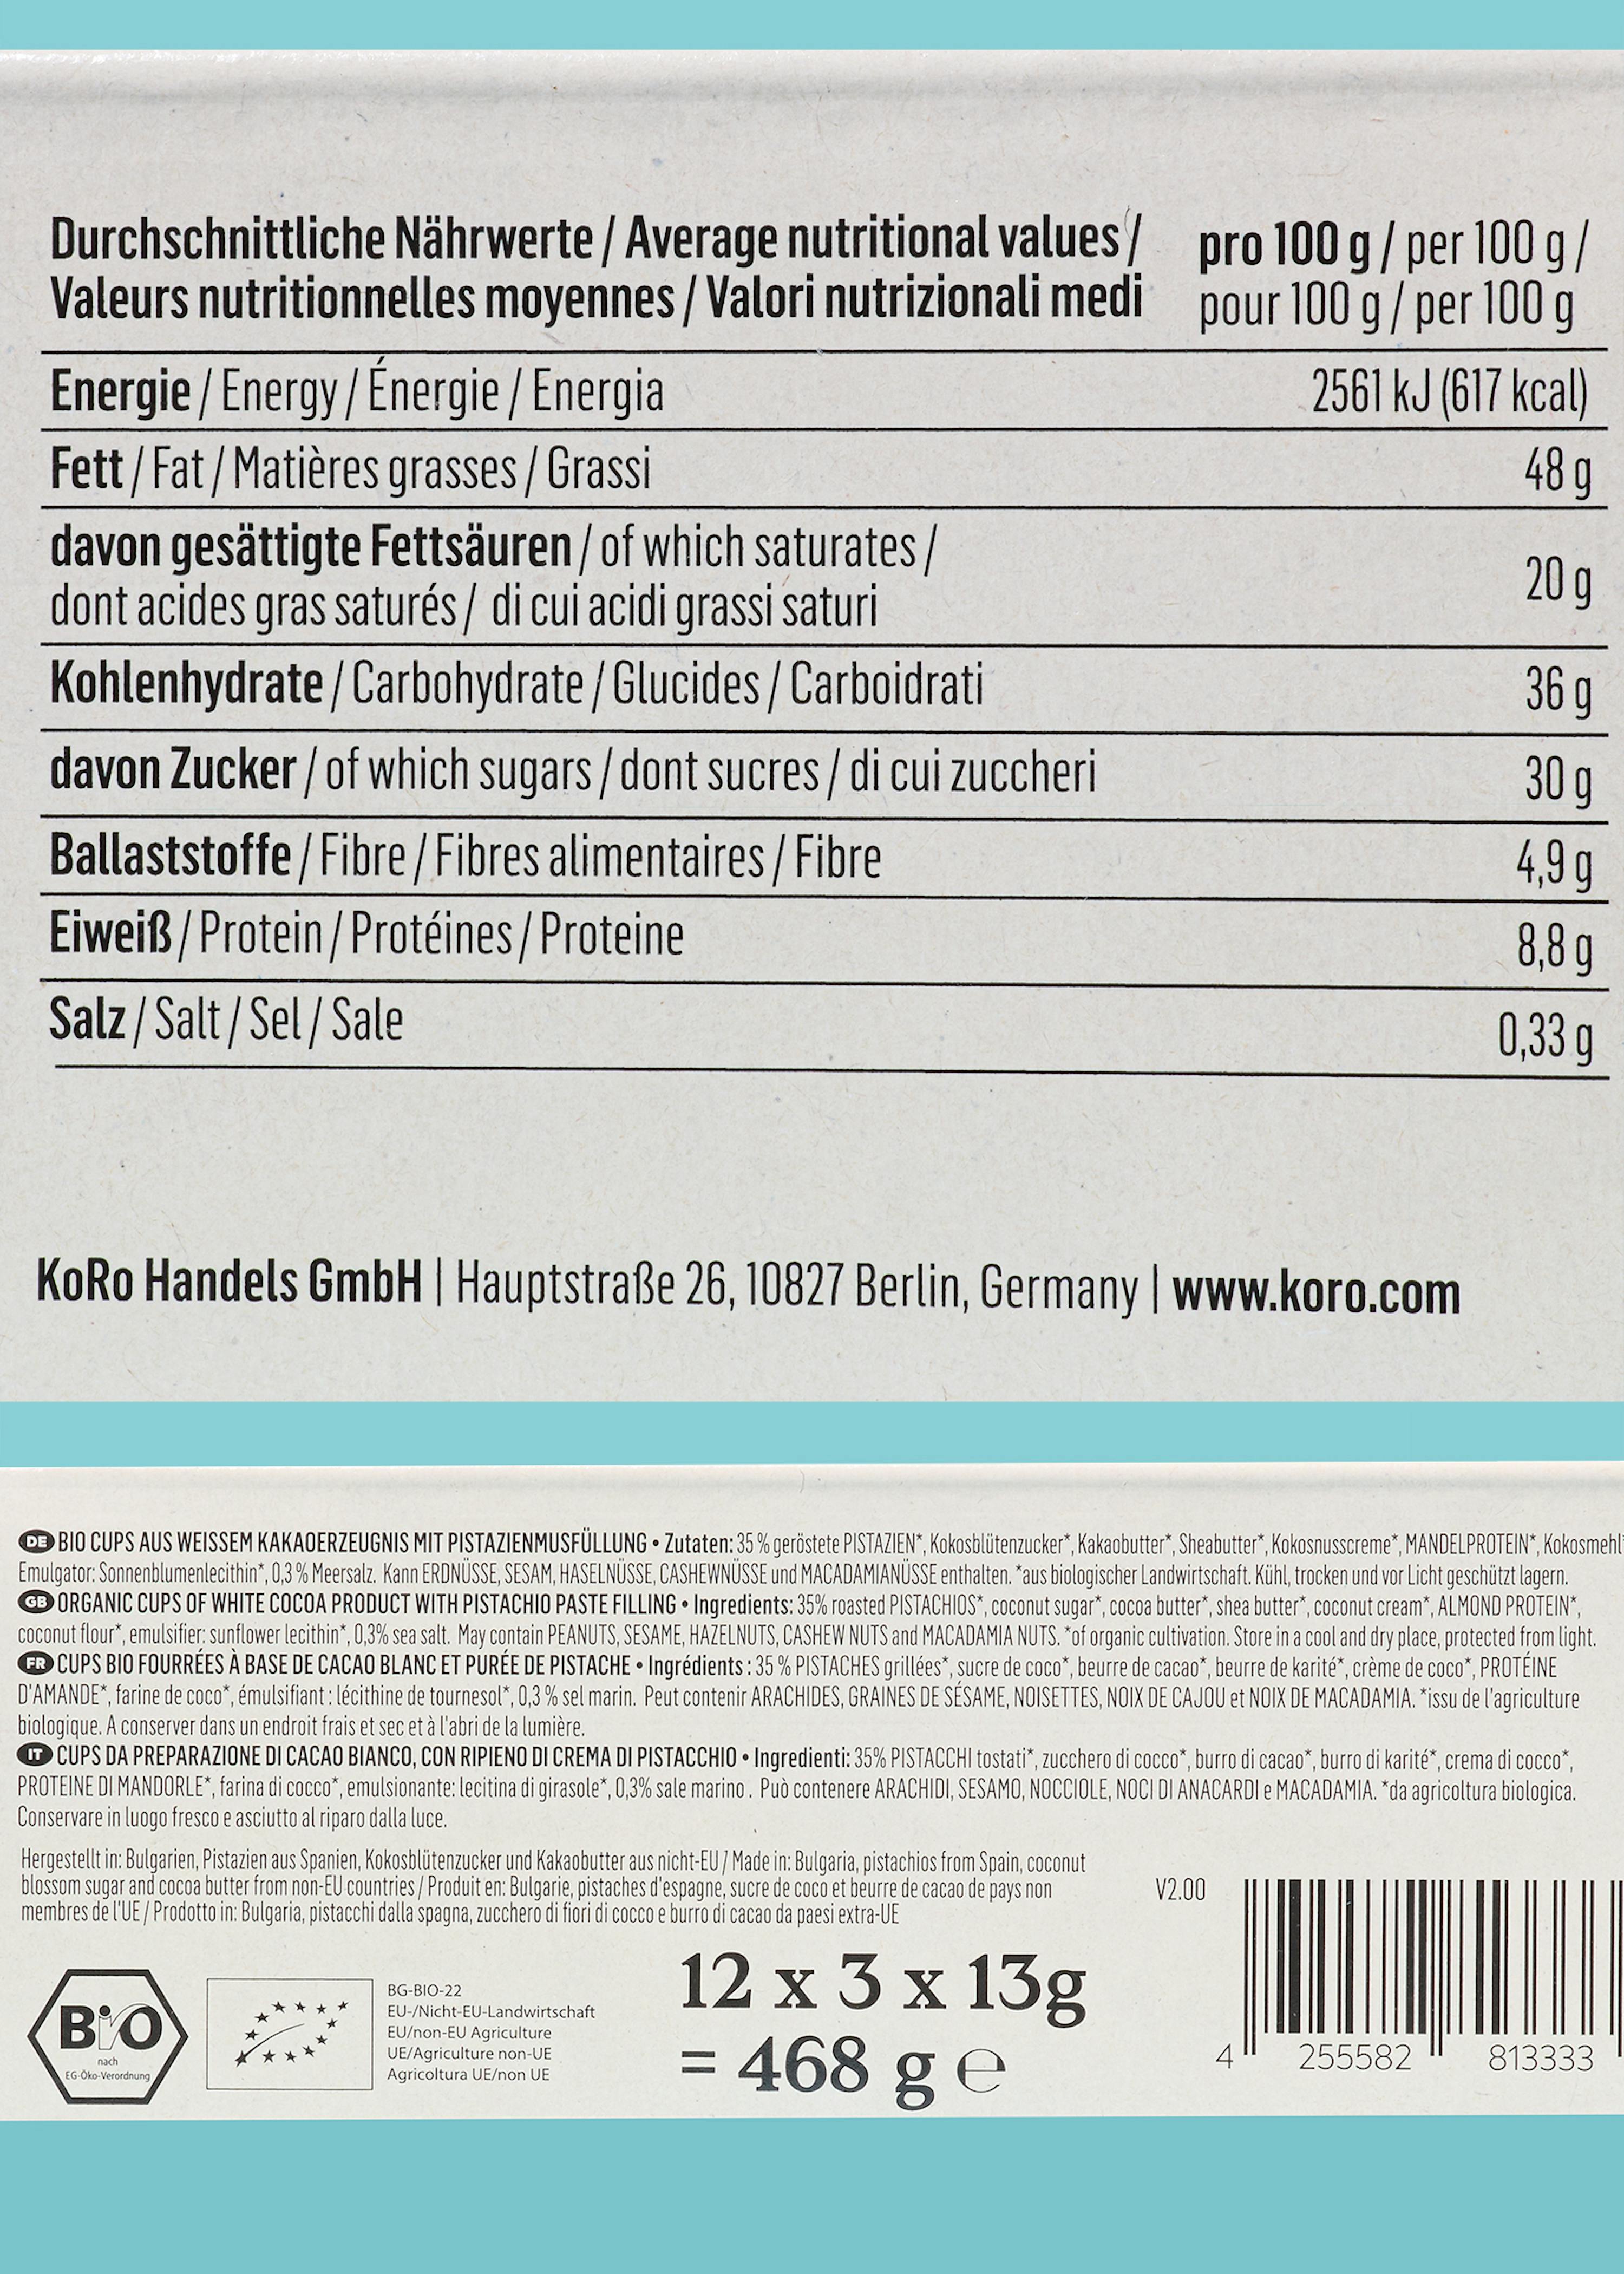 Durchschnittliche Nährwerte / Average nutritional values /
Valeurs nutritionnelles moyennes / Valori nutrizionali medi
pro 100 g / per 100 g /
pour 100 g / per 100 g
Energie / Energy / Énergie / Energia 2561 kJ (617 kcal)
Fett / Fat / Matières grasses / Grassi 48 g
davon gesättigte Fettsäuren / of which saturates /
dont acides gras saturés / di cui acidi grassi saturi 20 g
Kohlenhydrate / Carbohydrate / Glucides / Carboidrati 36 g
davon Zucker / of which sugars / dont sucres / di cui zuccheri 30 g
Ballaststoffe / Fibre / Fibres alimentaires / Fibre 4,9 g
Eiweiß / Protein / Protéines / Proteine 8,8 g
Salz / Salt / Sel / Sale 0,33 g
KoRo Handels GmbH | Hauptstraße 26, 10827 Berlin, Germany | www.koro.com
DE BIO CUPS AUS WEISSEM KAKAOERZEUGNIS MIT PISTAZIENMUSFÜLLUNG • Zutaten: 35 % geröstete PISTAZIEN*, Kokosblütenzucker*, Kakaobutter*, Sheabutter*, Kokosnusscreme*, MANDELPROTEIN*, Kokosmehl
Emulgator: Sonnenblumenlecithin*, 0,3 % Meersalz. Kann ERDNÜSSE, SESAM, HASELNÜSSE, CASHEWNÜSSE und MACADAMIANÜSSE enthalten. *aus biologischer Landwirtschaft. Kühl, trocken und vor Licht geschützt lagern.
GB ORGANIC CUPS OF WHITE COCOA PRODUCT WITH PISTACHIO PASTE FILLING • Ingredients: 35% roasted PISTACHIOS*, coconut sugar*, cocoa butter*, shea butter*, coconut cream*, ALMOND PROTEIN*,
coconut flour*, emulsifier: sunflower lecithin*, 0,3% sea salt. May contain PEANUTS, SESAME, HAZELNUTS, CASHEW NUTS and MACADAMIA NUTS. *of organic cultivation. Store in a cool and dry place, protected from light.
FR CUPS BIO FOURRÉES À BASE DE CACAO BLANC ET PURÉE DE PISTACHE • Ingrédients : 35 % PISTACHES grillées*, sucre de coco*, beurre de cacao*, beurre de karité*, crème de coco*, PROTÉINE
D'AMANDE*, farine de coco*, émulsifiant : lécithine de tournesol*, 0,3 % sel marin. Peut contenir ARACHIDES, GRAINES DE SÉSAME, NOISETTES, NOIX DE CAJOU et NOIX DE MACADAMIA. *issu de l'agriculture
biologique. A conserver dans un endroit frais et sec et à l'abri de la lumière.
IT CUPS DA PREPARAZIONE DI CACAO BIANCO, CON RIPIENO DI CREMA DI PISTACCHIO • Ingredienti: 35% PISTACCHI tostati*, zucchero di cocco*, burro di cacao*, burro di karité*, crema di cocco*,
PROTEINE DI MANDORLE*, farina di cocco*, emulsionante: lecitina di girasole*, 0,3% sale marino. Può contenere ARACHIDI, SESAMO, NOCCIOLE, NOCI DI ANACARDI e MACADAMIA. *da agricoltura biologica.
Conservare in luogo fresco e asciutto al riparo dalla luce.
Hergestellt in: Bulgarien, Pistazien aus Spanien, Kokosblütenzucker und Kakaobutter aus nicht-EU / Made in: Bulgaria, pistachios from Spain, coconut
blossom sugar and cocoa butter from non-EU countries / Produit en: Bulgarie, pistaches d'espagne, sucre de coco et beurre de cacao de pays non
membres de l'UE / Prodotto in: Bulgaria, pistacchi dalla spagna, zucchero di fiori di cocco e burro di cacao da paesi extra-UE
V2.00
Bio
nach
EG-Öko-Verordnung
BG-BIO-22
EU-/Nicht-EU-Landwirtschaft
EU/non-EU Agriculture
UE/Agriculture non-UE
Agricoltura UE/non UE
12 x 3 x 13g
= 468 g e
4 255582 813333